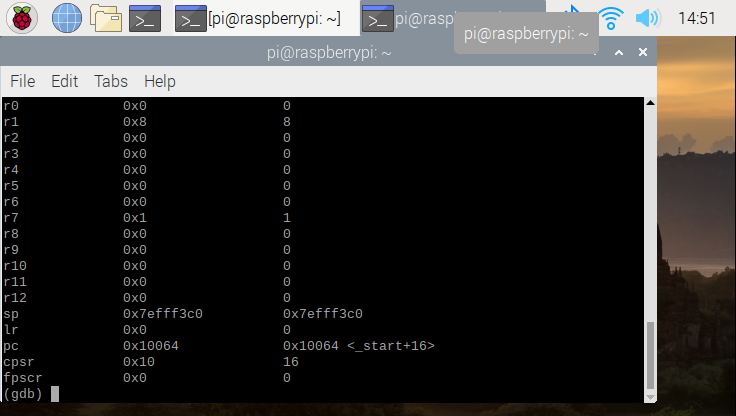 [pi@raspberrypi: ~]
pi@raspberrypi: ~
14:51
pi@raspberrypi: ~
pi@raspberrypi: ~
File Edit Tabs Help
r0 0x0 0
r1 0x8 8
r2 0x0 0
r3 0x0 0
r4 0x0 0
r5 0x0 0
r6 0x0 0
r7 0x1 1
r8 0x0 0
r9 0x0 0
r10 0x0 0
r11 0x0 0
r12 0x0 0
sp 0x7efff3c0 0x7efff3c0
lr 0x0 0
pc 0x10064 0x10064 <_start+16>
cpsr 0x10 16
fpscr 0x0 0
(gdb)